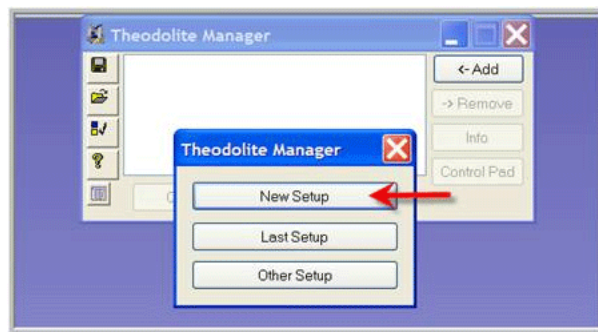 Theodolite Manager
<- Add
-> Remove
Info
Control Pad
Theodolite Manager
New Setup
Last Setup
Other Setup